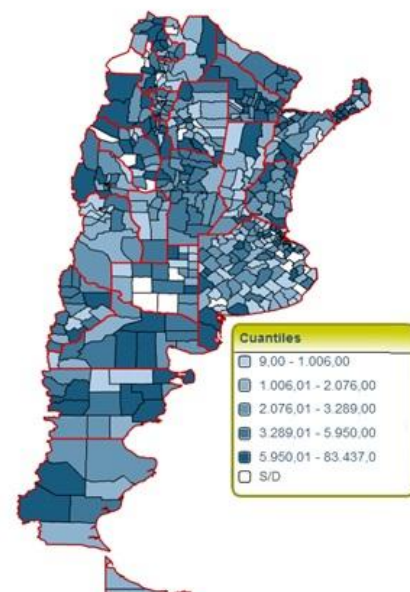 Cuantiles
9,00 - 1.006,00
1.006,01 - 2.076,00
2.076,01 - 3.289,00
3.289,01 - 5.950,00
5.950,01 - 83.437,0
S/D